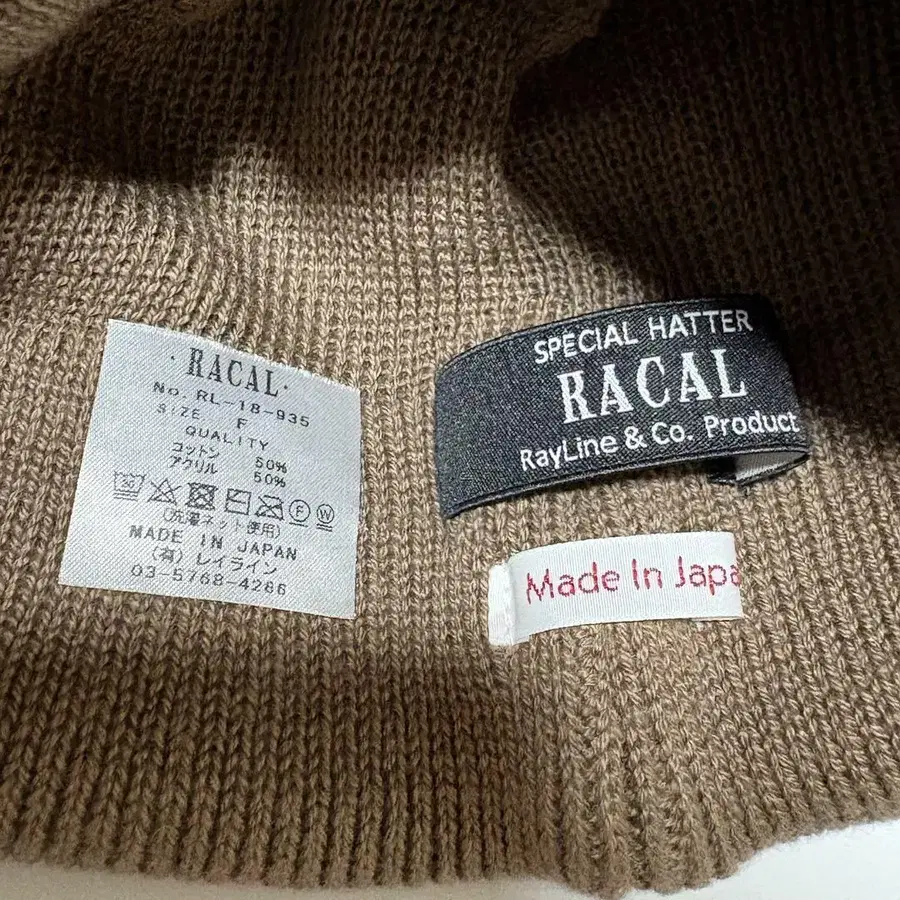 · RACAL ·
No. RL-18-935
SIZE
F
QUALITY
コットン 50%
アクリル 50%
30 F W
(洗濯ネット使用)
MADE IN JAPAN
(有) レイライン
03-5768-4286
SPECIAL HATTER
RACAL
RayLine & Co. Product
Made In Japa